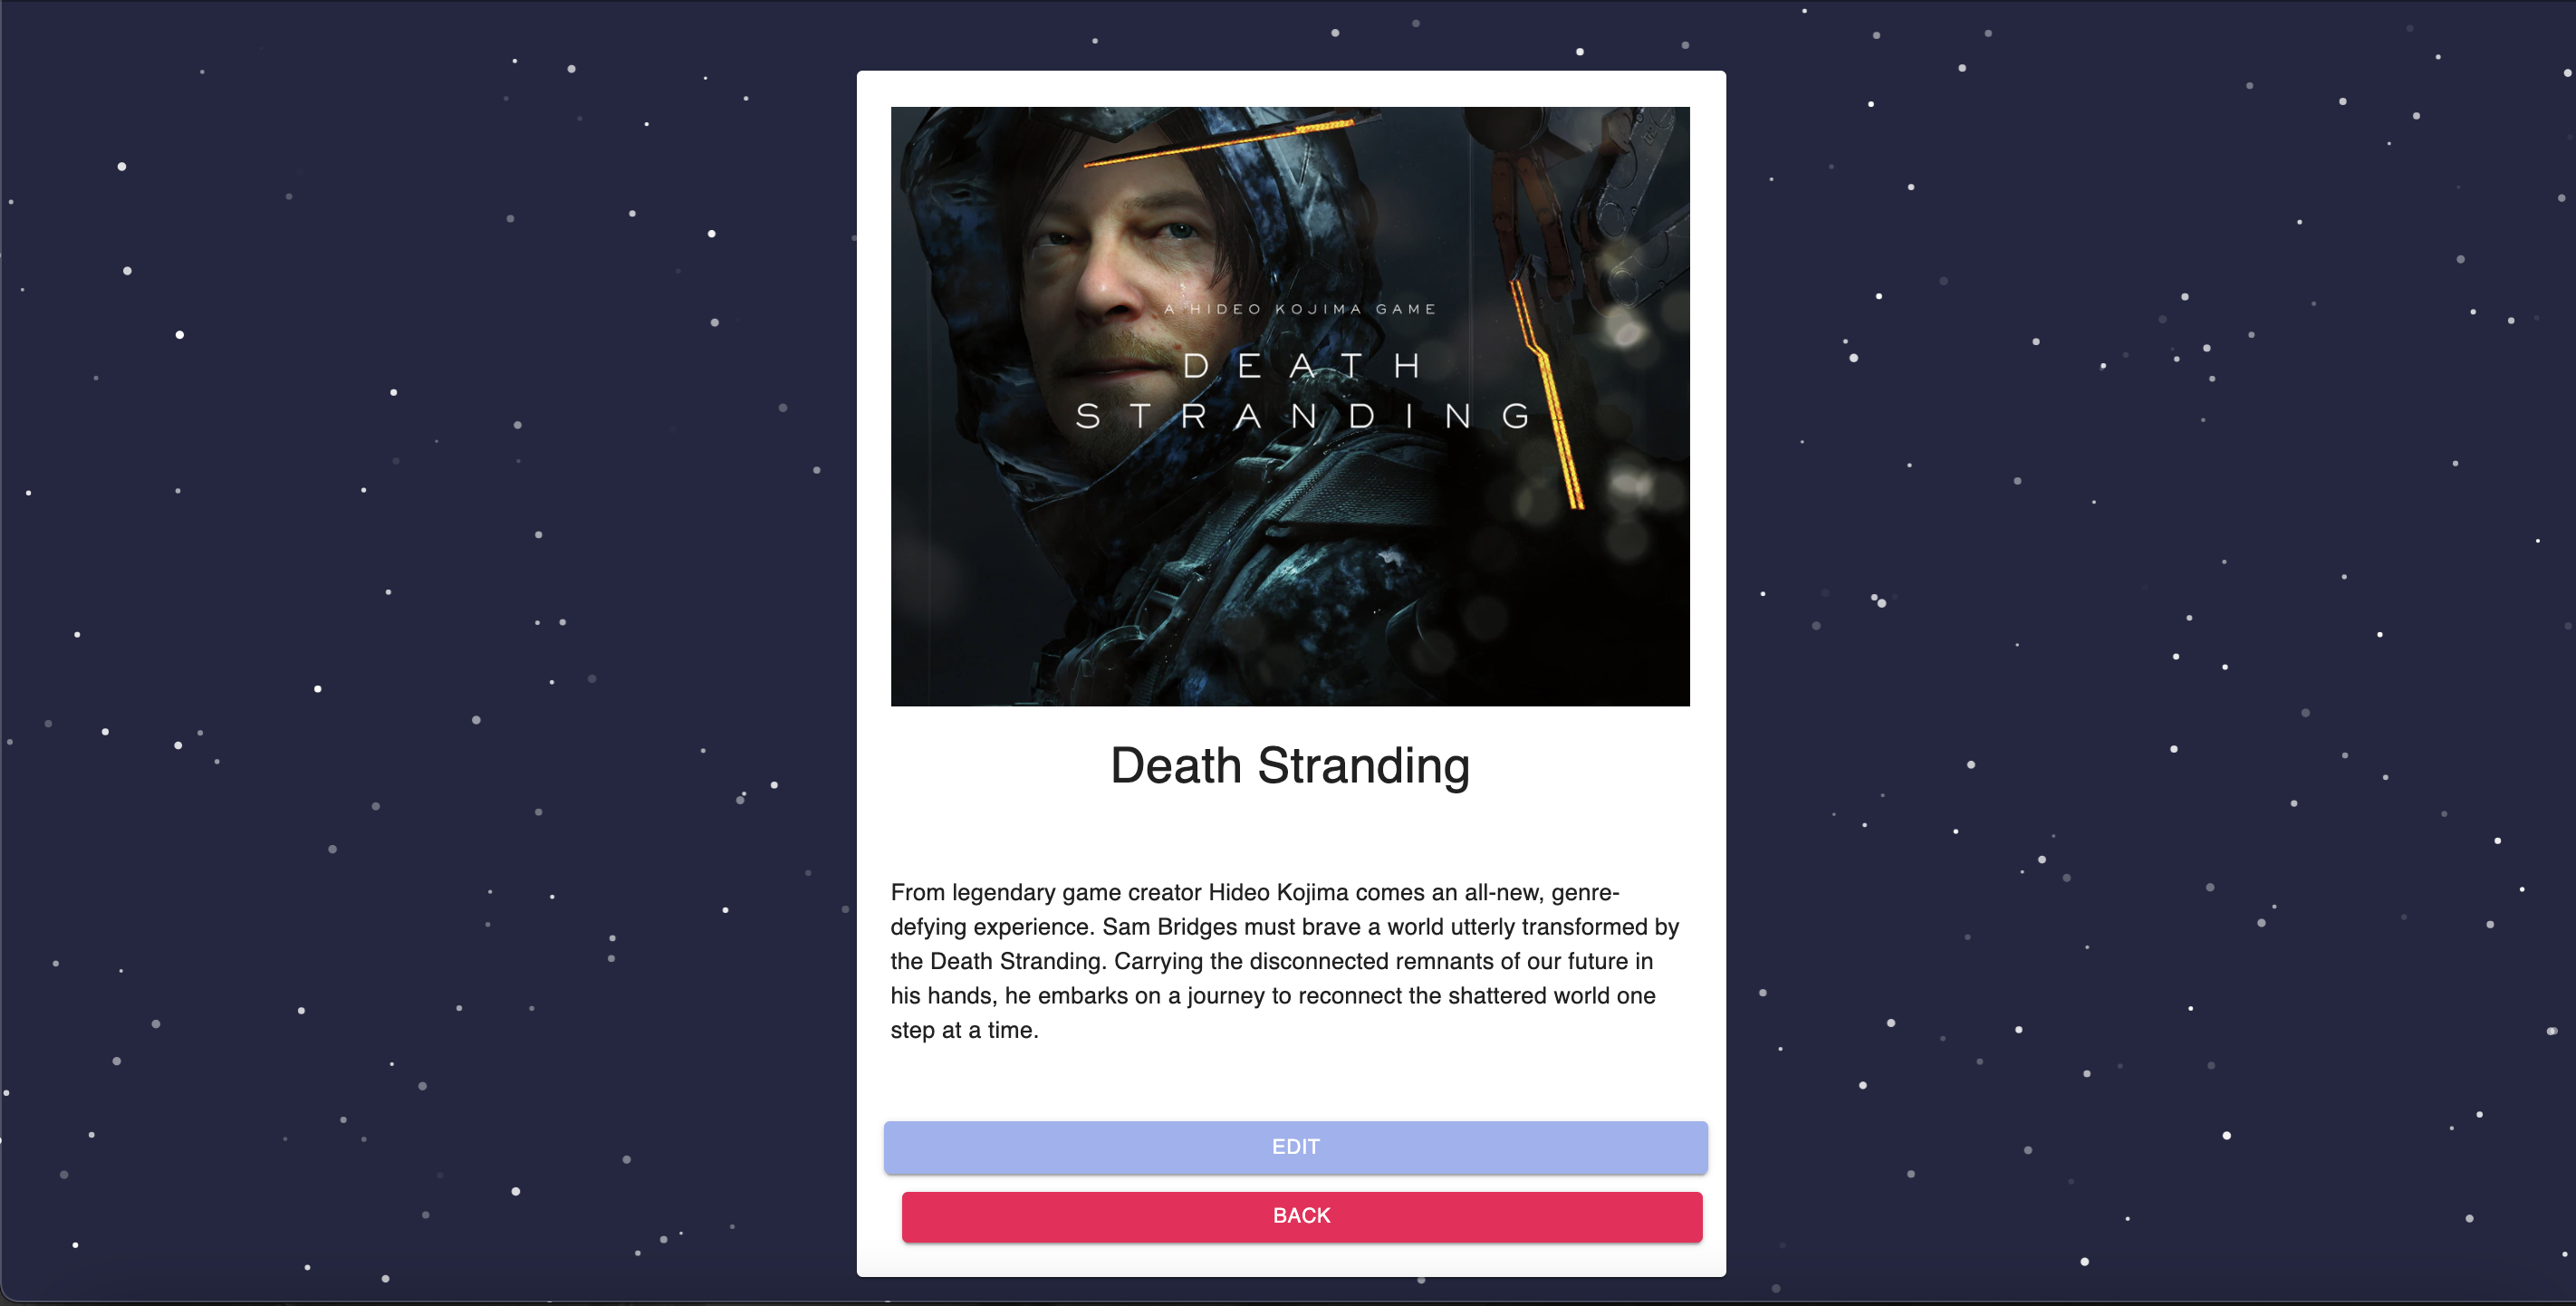 A HIDEO KOJIMA GAME
DEATH
STRANDING
Death Stranding
From legendary game creator Hideo Kojima comes an all-new, genre-
defying experience. Sam Bridges must brave a world utterly transformed by
the Death Stranding. Carrying the disconnected remnants of our future in
his hands, he embarks on a journey to reconnect the shattered world one
step at a time.
EDIT
BACK